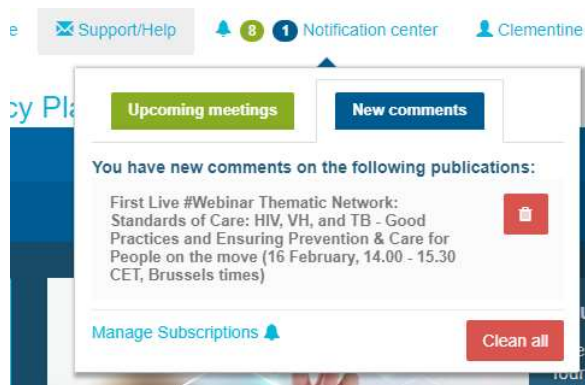 Support/Help 8 1 Notification center Clementine
Upcoming meetings New comments
You have new comments on the following publications:
First Live #Webinar Thematic Network:
Standards of Care: HIV, VH, and TB - Good
Practices and Ensuring Prevention & Care for
People on the move (16 February, 14.00 - 15.30
CET, Brussels times)
Manage Subscriptions
Clean all